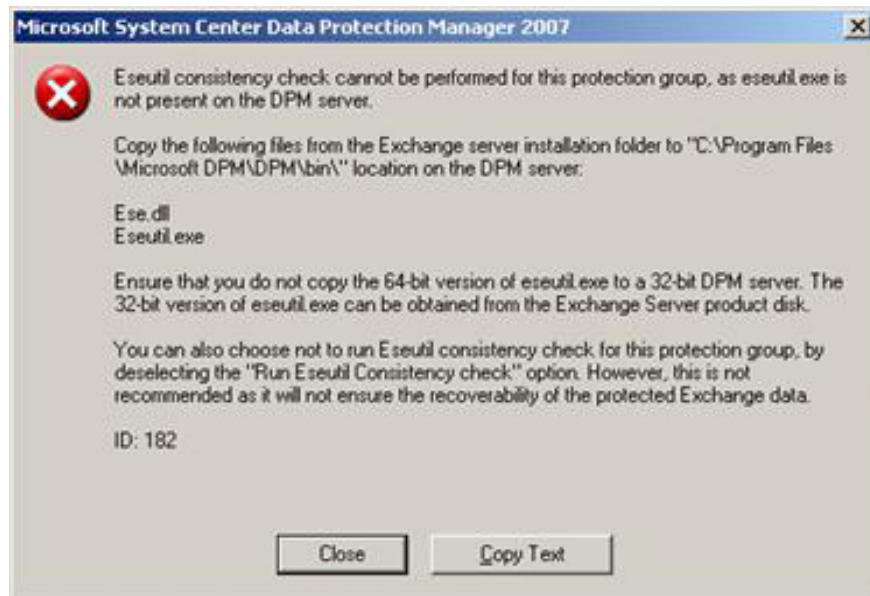 Microsoft System Center Data Protection Manager 2007
Eseutil consistency check cannot be performed for this protection group, as eseutil.exe is
not present on the DPM server.
Copy the following files from the Exchange server installation folder to "C:\Program Files
\Microsoft DPM\DPM\bin\" location on the DPM server:
Ese.dll
Eseutil.exe
Ensure that you do not copy the 64-bit version of eseutil.exe to a 32-bit DPM server. The
32-bit version of eseutil.exe can be obtained from the Exchange Server product disk.
You can also choose not to run Eseutil consistency check for this protection group, by
deselecting the "Run Eseutil Consistency check" option. However, this is not
recommended as it will not ensure the recoverability of the protected Exchange data.
ID: 182
Close
Copy Text